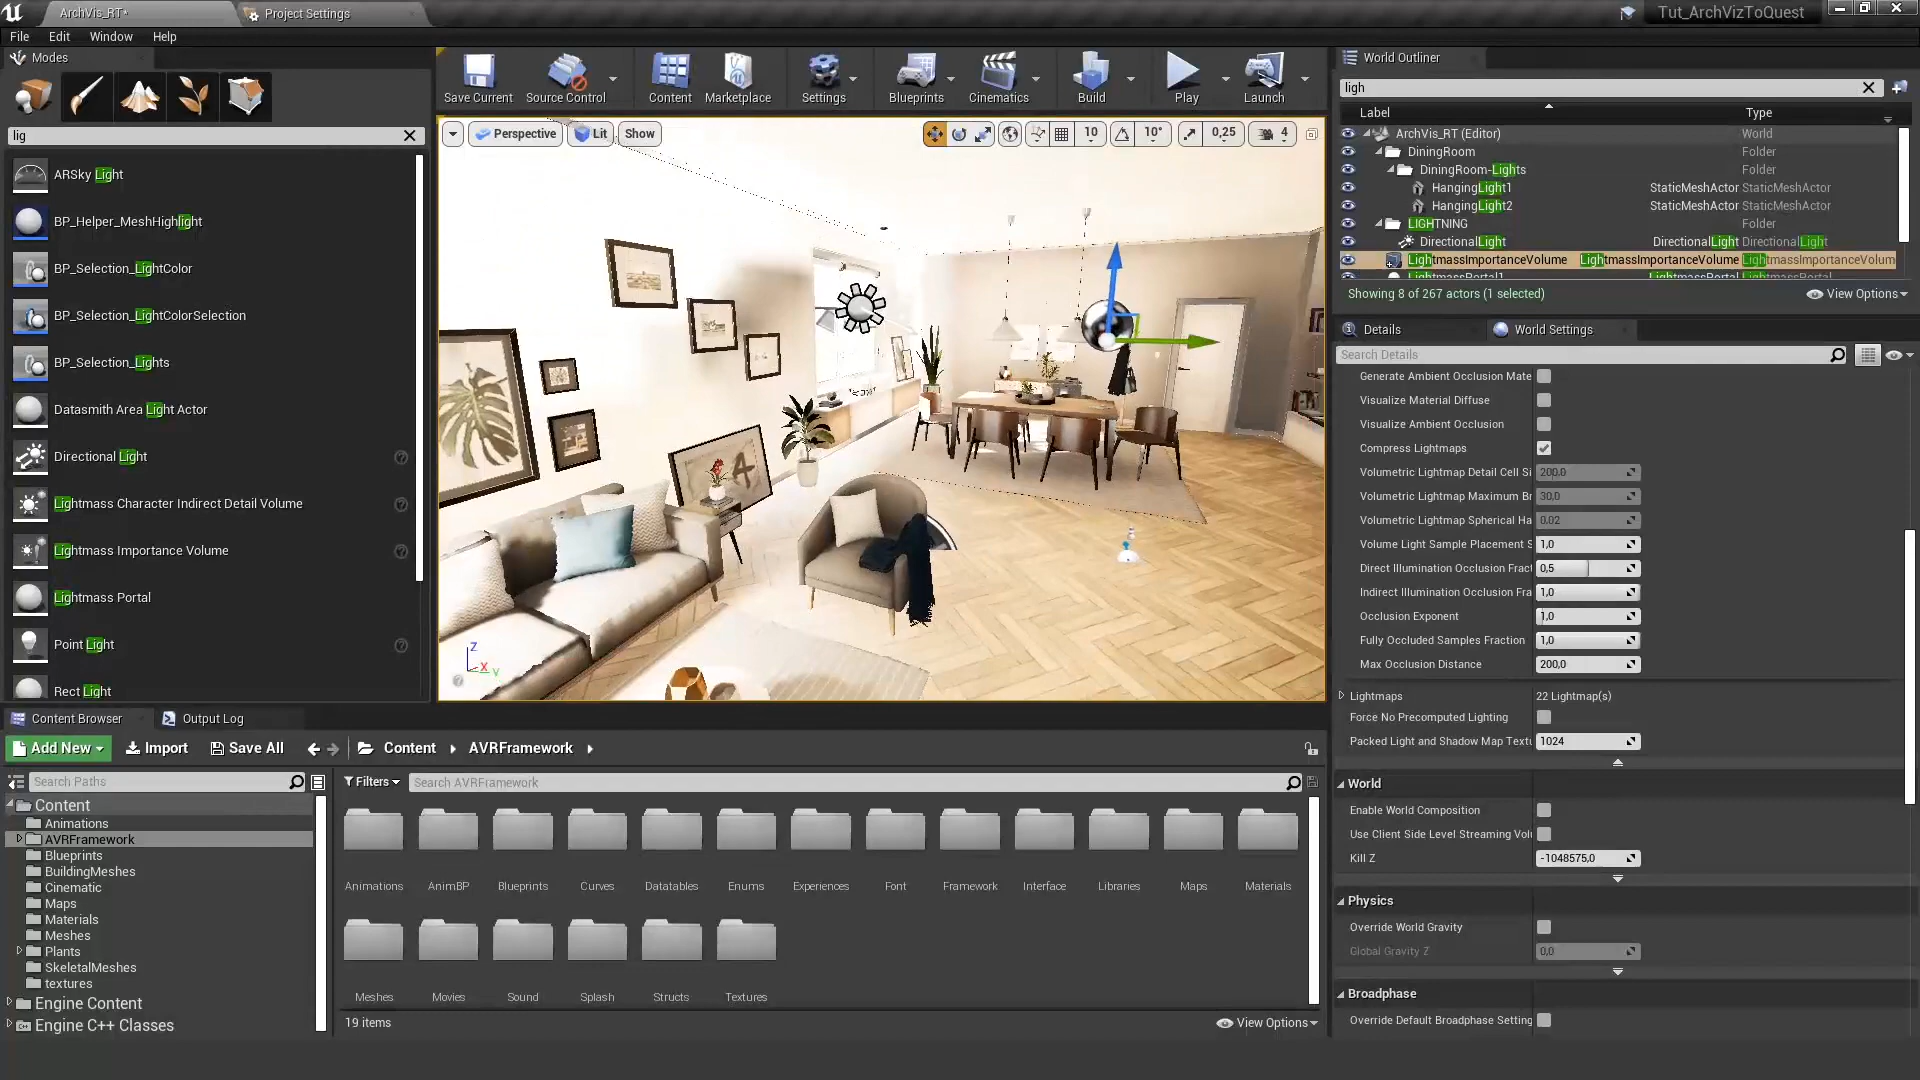 ArchVis_RT*
Project Settings
Tut_ArchVizToQuest
File Edit Window Help
Modes
lig
ARSky Light
BP_Helper_MeshHighlight
BP_Selection_LightColor
BP_Selection_LightColorSelection
BP_Selection_Lights
Datasmith Area Light Actor
Directional Light
Lightmass Character Indirect Detail Volume
Lightmass Importance Volume
Lightmass Portal
Point Light
Rect Light
Save Current Source Control Content Marketplace Settings Blueprints Cinematics Build Play Launch
Perspective Lit Show 10 10° 0,25 4
Z
X
Y
World Outliner
ligh
Label Type
ArchVis_RT (Editor) World
DiningRoom Folder
DiningRoom-Lights Folder
HangingLight1 StaticMeshActor StaticMeshActor
HangingLight2 StaticMeshActor StaticMeshActor
LIGHTNING Folder
DirectionalLight DirectionalLight DirectionalLight
LightmassImportanceVolume LightmassImportanceVolume LightmassImportanceVolum
LightmassPortal1 LightmassPortal LightmassPortal
Showing 8 of 267 actors (1 selected) View Options
Details World Settings
Search Details
Generate Ambient Occlusion Mate
Visualize Material Diffuse
Visualize Ambient Occlusion
Compress Lightmaps
Volumetric Lightmap Detail Cell Si 200,0
Volumetric Lightmap Maximum Br 30,0
Volumetric Lightmap Spherical Ha 0,02
Volume Light Sample Placement S 1,0
Direct Illumination Occlusion Fract 0,5
Indirect Illumination Occlusion Fra 1,0
Occlusion Exponent 1,0
Fully Occluded Samples Fraction 1,0
Max Occlusion Distance 200,0
Lightmaps 22 Lightmap(s)
Force No Precomputed Lighting
Packed Light and Shadow Map Textu 1024
World
Enable World Composition
Use Client Side Level Streaming Volu
Kill Z -1048575,0
Physics
Override World Gravity
Global Gravity Z 0,0
Broadphase
Override Default Broadphase Setting
Content Browser Output Log
Add New Import Save All Content AVRFramework
Search Paths
Content
Animations
AVRFramework
Blueprints
BuildingMeshes
Cinematic
Maps
Materials
Meshes
Plants
SkeletalMeshes
textures
Engine Content
Engine C++ Classes
Filters Search AVRFramework
Animations AnimBP Blueprints Curves Datatables Enums Experiences Font Framework Interface Libraries Maps Materials
Meshes Movies Sound Splash Structs Textures
19 items View Options